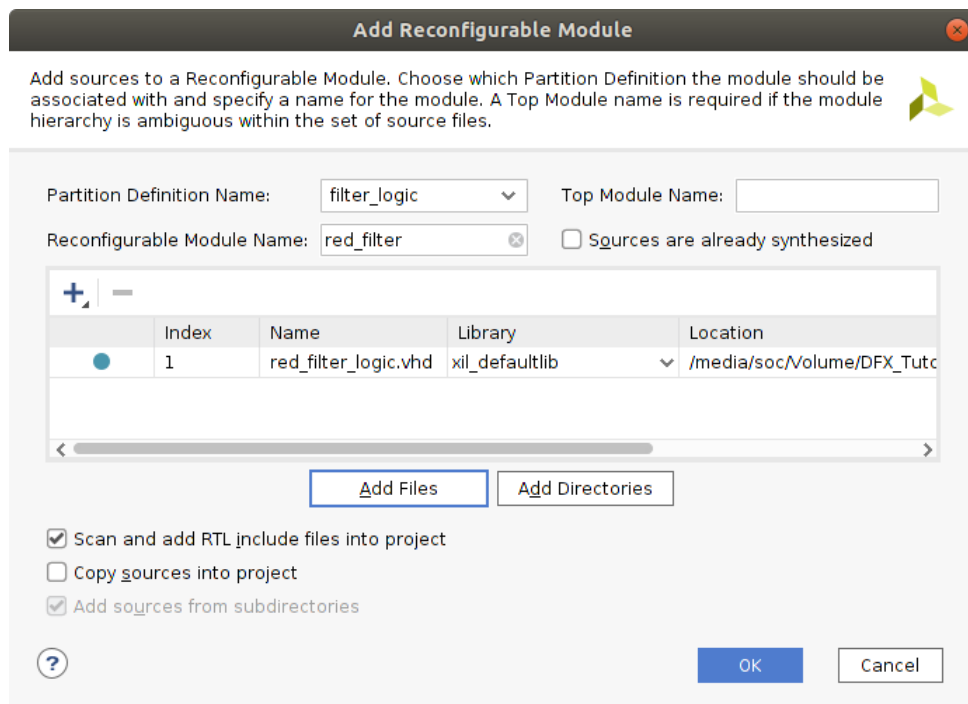 Add Reconfigurable Module
Add sources to a Reconfigurable Module. Choose which Partition Definition the module should be
associated with and specify a name for the module. A Top Module name is required if the module
hierarchy is ambiguous within the set of source files.
Partition Definition Name: filter_logic Top Module Name:
Reconfigurable Module Name: red_filter Sources are already synthesized
Index Name Library Location
1 red_filter_logic.vhd xil_defaultlib /media/soc/Volume/DFX_Tutc
Add Files Add Directories
Scan and add RTL include files into project
Copy sources into project
Add sources from subdirectories
? OK Cancel